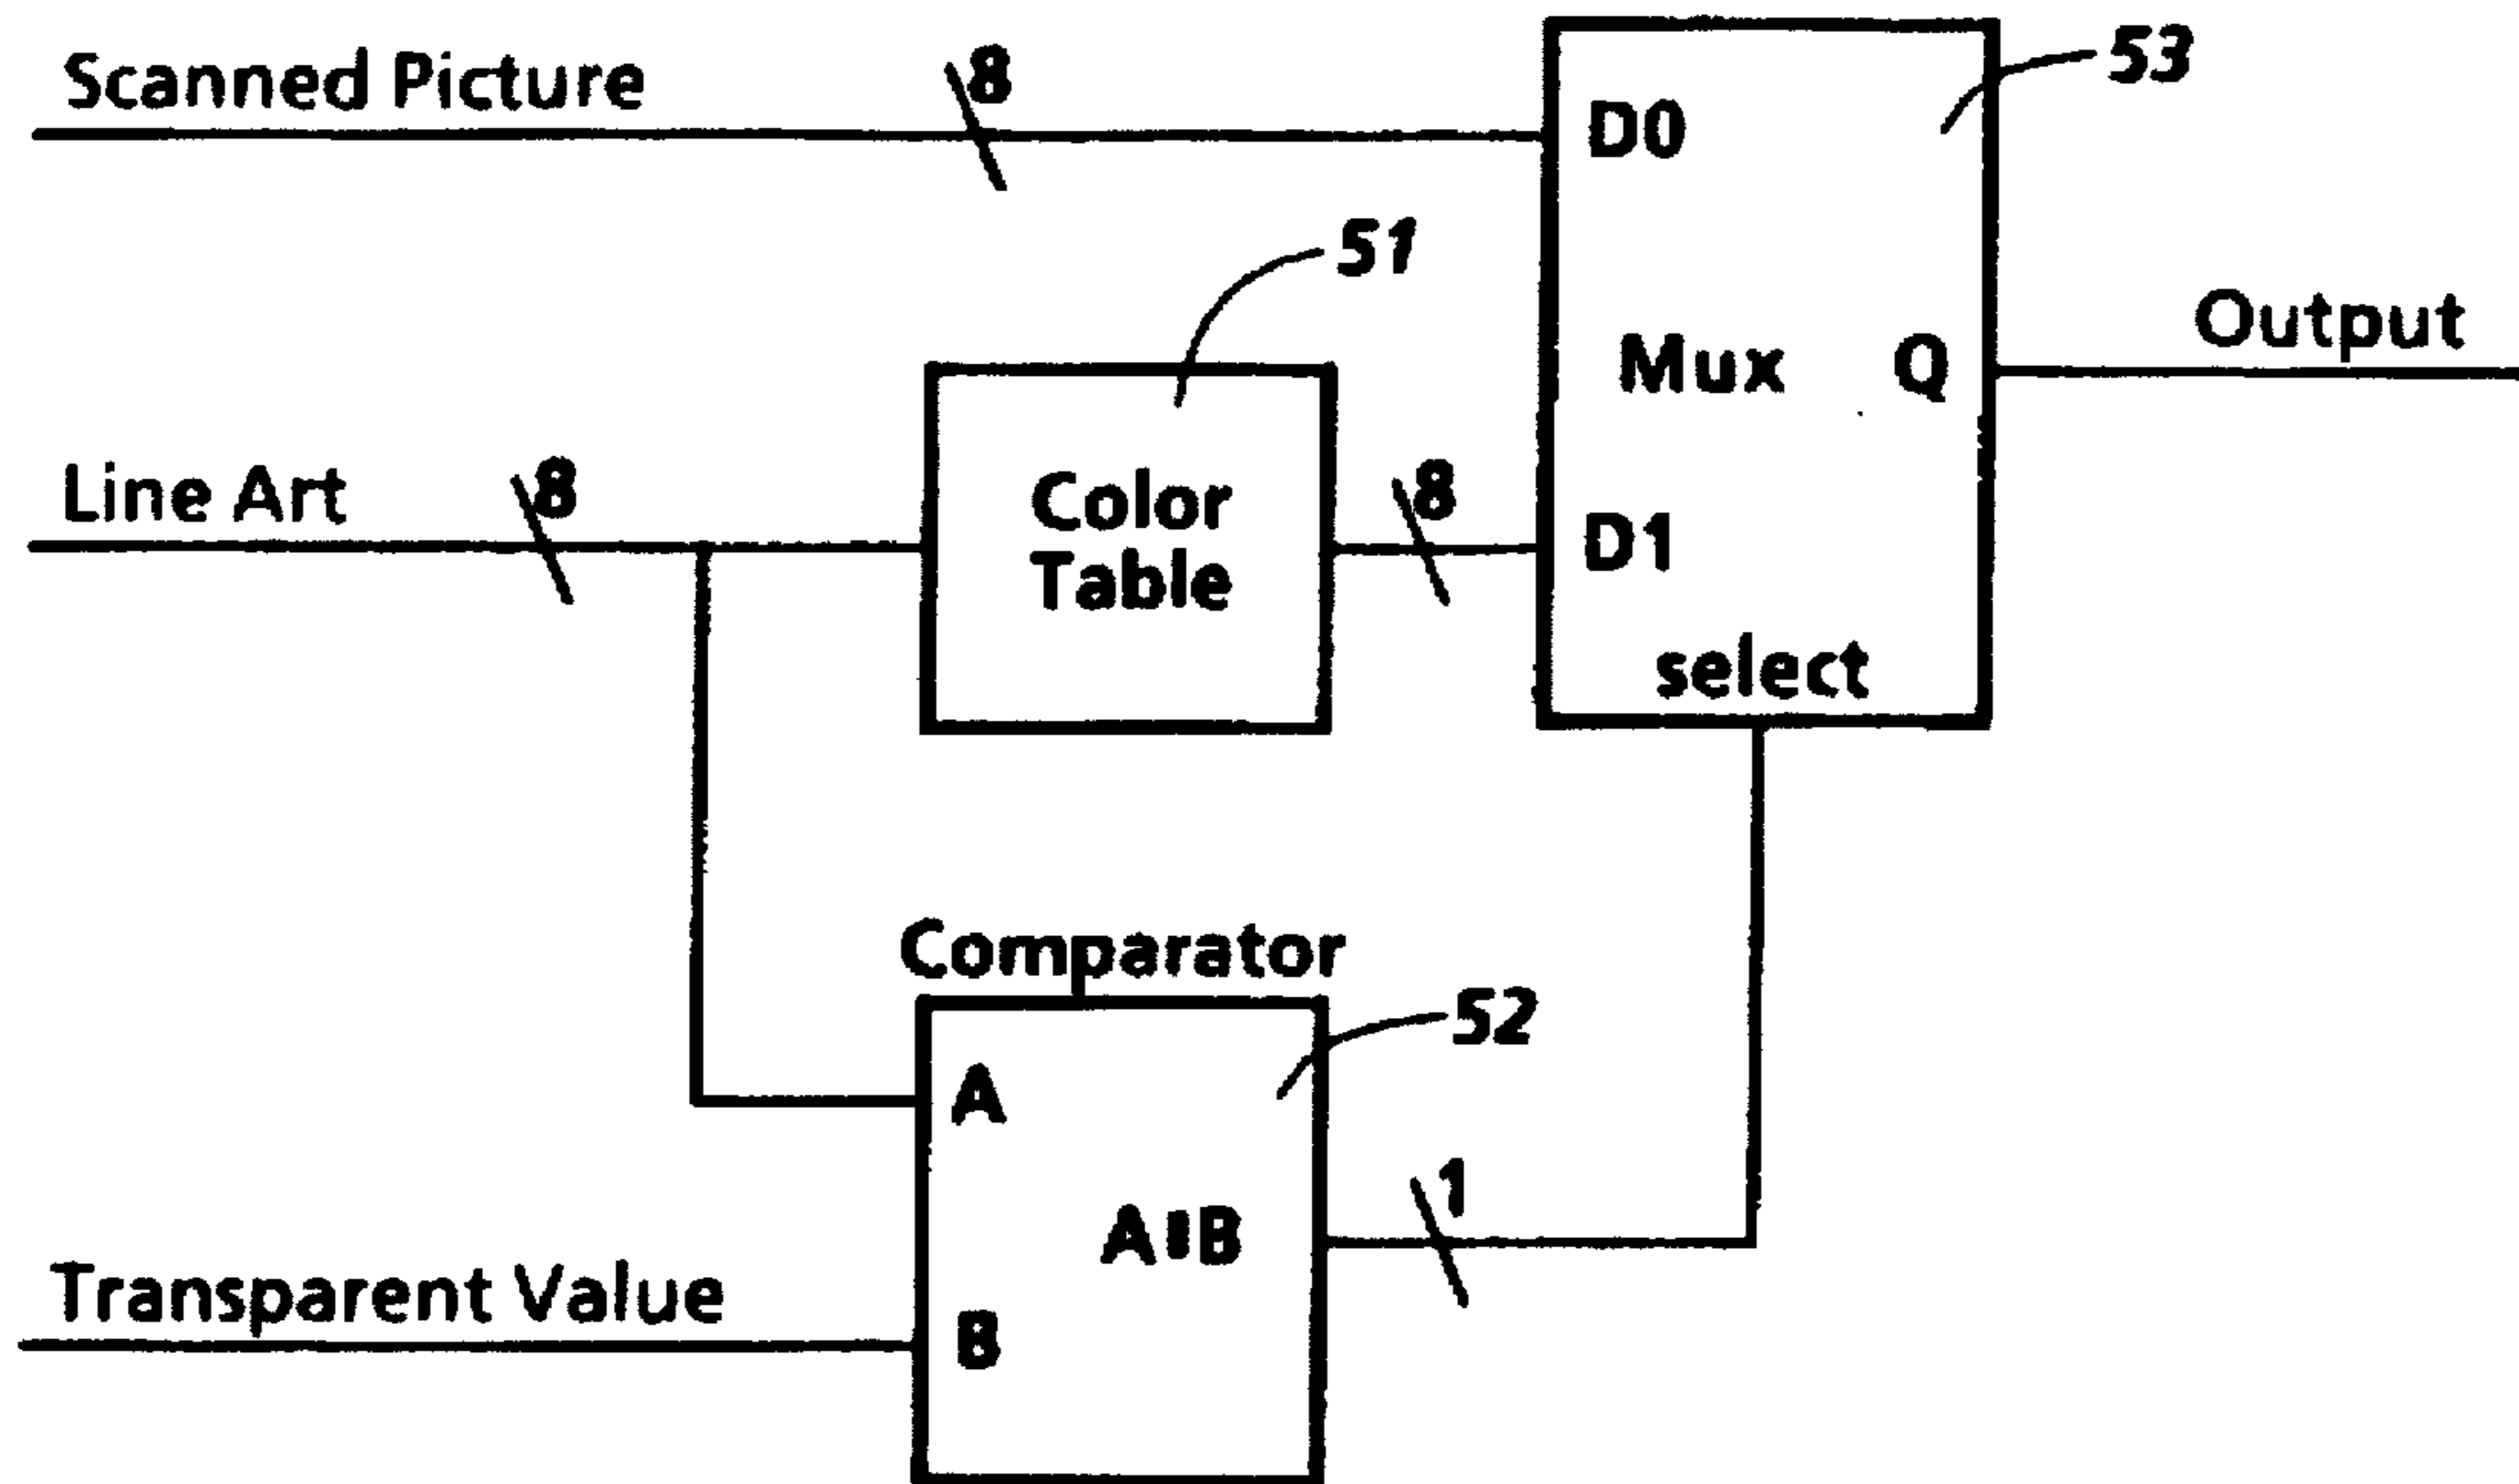 Scanned Picture
8
D0
53
51
Mux
Q
Output
Line Art
8
Color
Table
8
D1
select
Comparator
52
A
1
Transparent Value
B